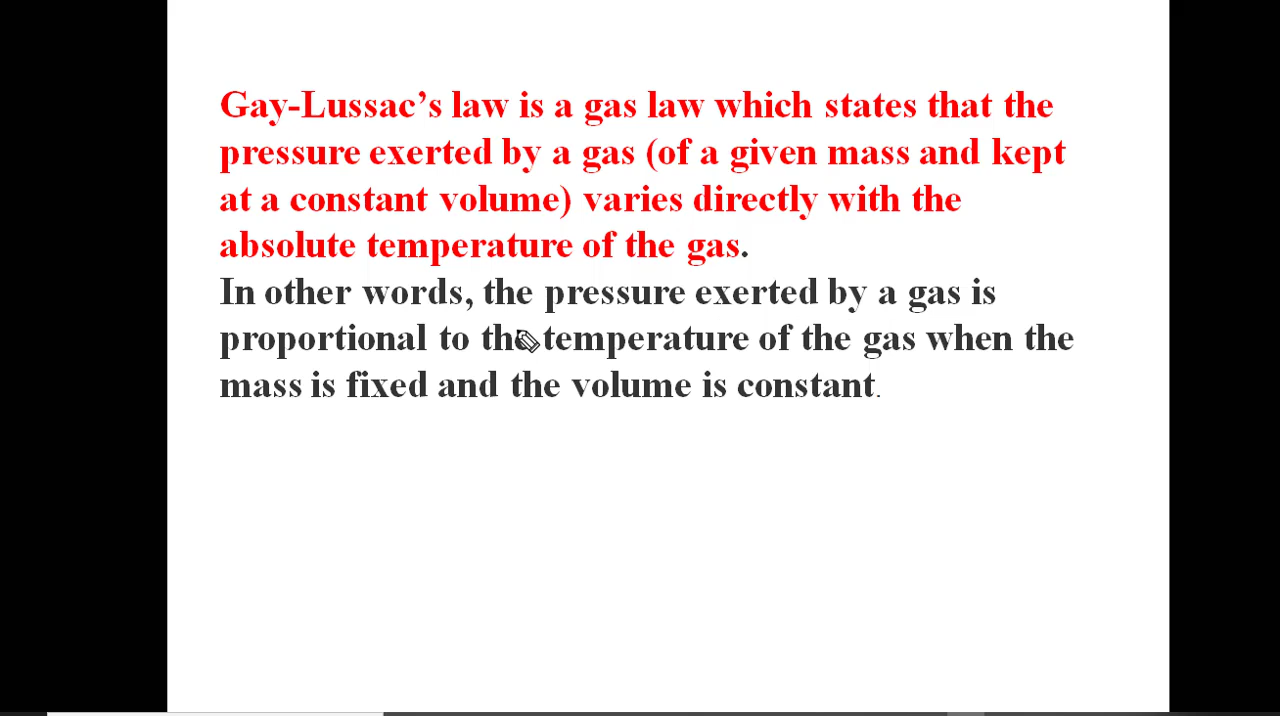 Gay-Lussac’s law is a gas law which states that the
pressure exerted by a gas (of a given mass and kept
at a constant volume) varies directly with the
absolute temperature of the gas.
In other words, the pressure exerted by a gas is
proportional to the temperature of the gas when the
mass is fixed and the volume is constant.